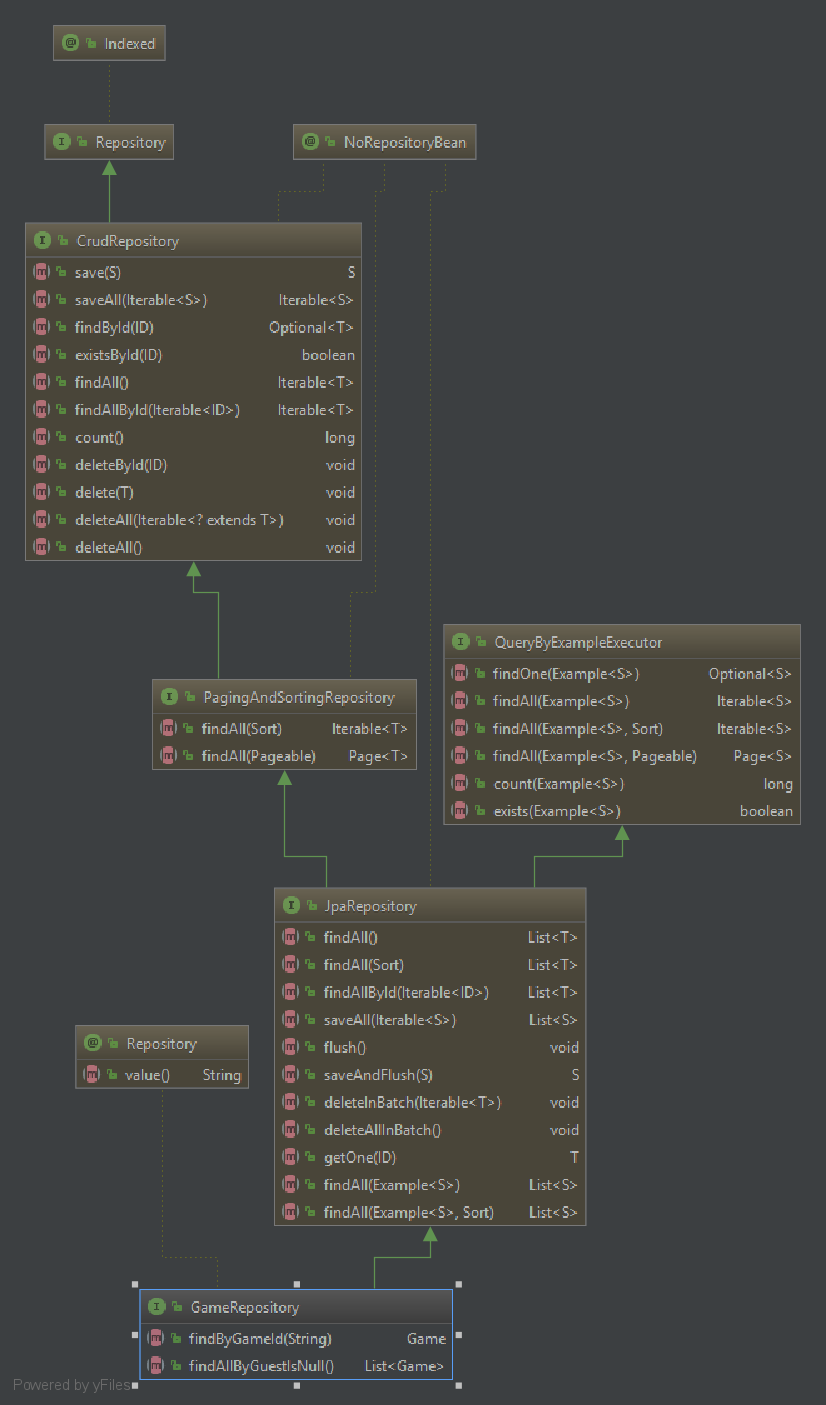 Indexed
Repository
NoRepositoryBean
CrudRepository
save(S) S
saveAll(Iterable<S>) Iterable<S>
findById(ID) Optional<T>
existsById(ID) boolean
findAll() Iterable<T>
findAllById(Iterable<ID>) Iterable<T>
count() long
deleteById(ID) void
delete(T) void
deleteAll(Iterable<? extends T>) void
deleteAll() void
QueryByExampleExecutor
findOne(Example<S>) Optional<S>
findAll(Example<S>) Iterable<S>
findAll(Example<S>, Sort) Iterable<S>
findAll(Example<S>, Pageable) Page<S>
count(Example<S>) long
exists(Example<S>) boolean
PagingAndSortingRepository
findAll(Sort) Iterable<T>
findAll(Pageable) Page<T>
JpaRepository
findAll() List<T>
findAll(Sort) List<T>
findAllById(Iterable<ID>) List<T>
saveAll(Iterable<S>) List<S>
flush() void
saveAndFlush(S) S
deleteInBatch(Iterable<T>) void
deleteAllInBatch() void
getOne(ID) T
findAll(Example<S>) List<S>
findAll(Example<S>, Sort) List<S>
Repository
value() String
GameRepository
findByGameId(String) Game
findAllByGuestIsNull() List<Game>
Powered by yFiles